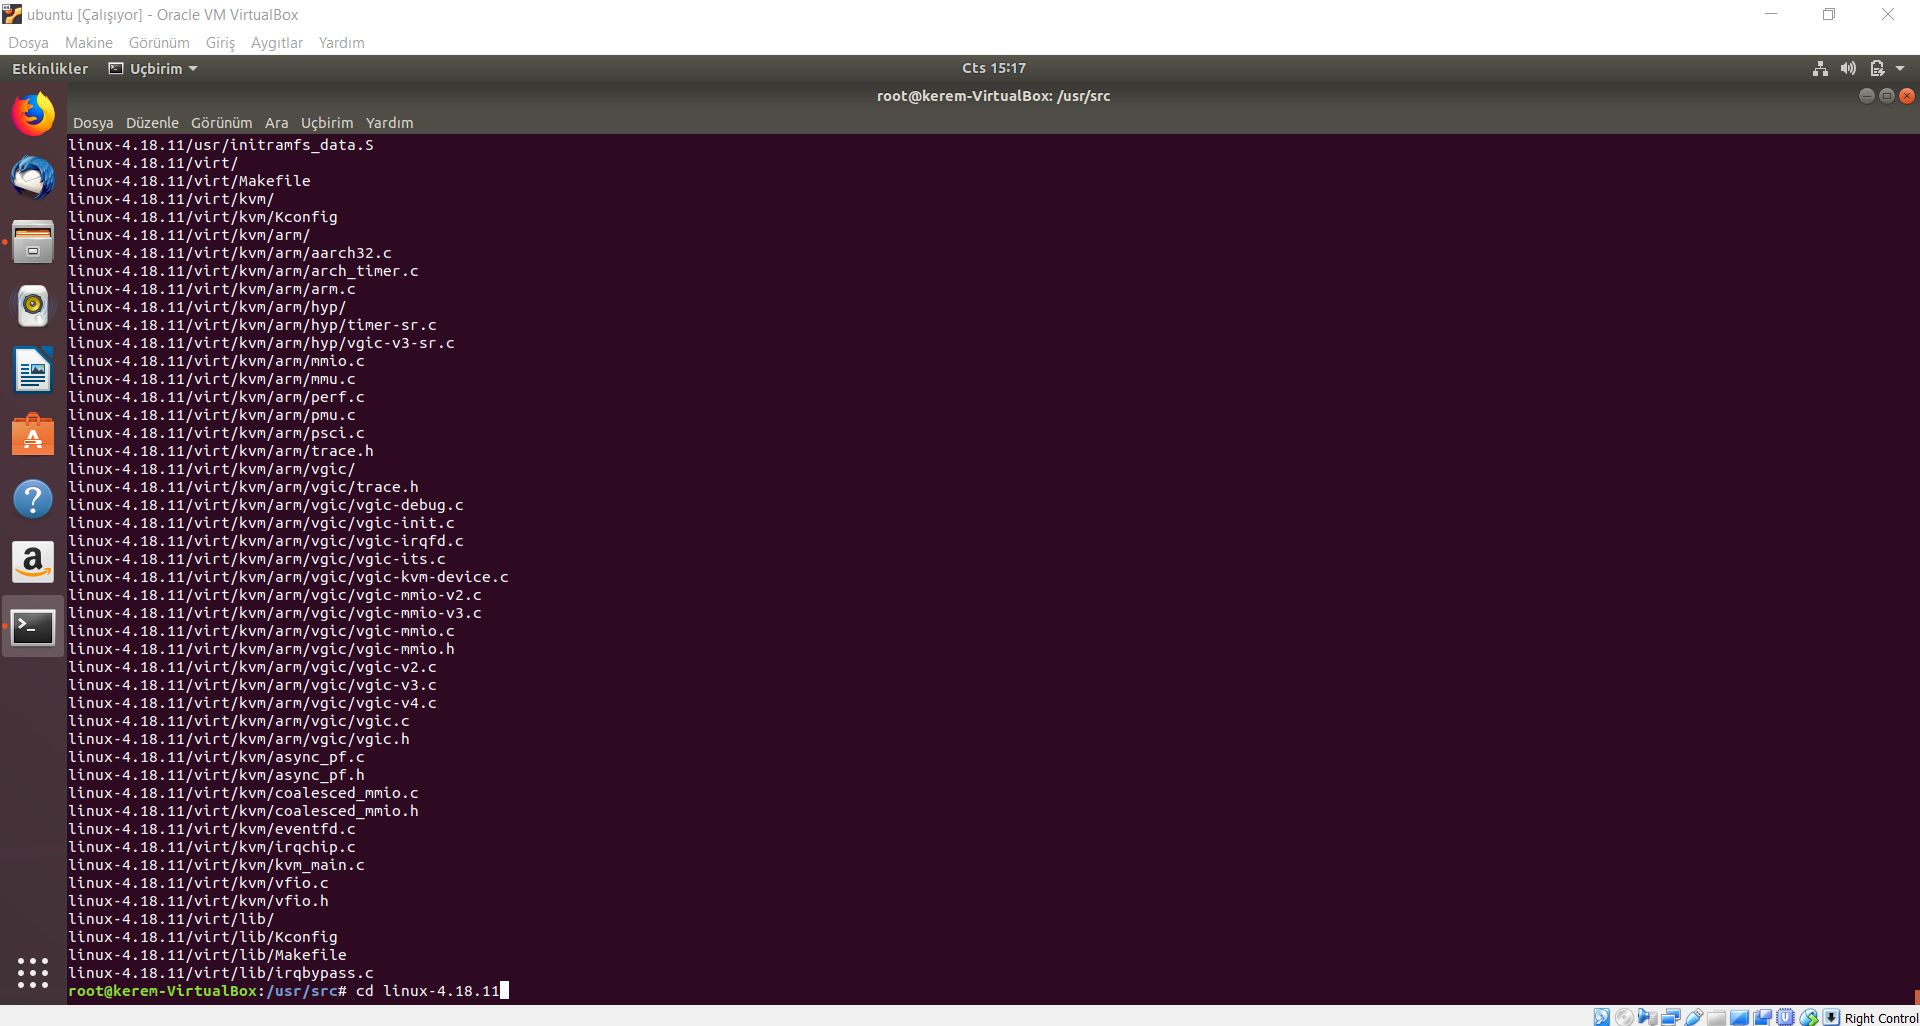 ubuntu [Çalışıyor] - Oracle VM VirtualBox
Dosya Makine Görünüm Giriş Aygıtlar Yardım
Etkinlikler Uçbirim Cts 15:17
root@kerem-VirtualBox: /usr/src
Dosya Düzenle Görünüm Ara Uçbirim Yardım
linux-4.18.11/usr/initramfs_data.S
linux-4.18.11/virt/
linux-4.18.11/virt/Makefile
linux-4.18.11/virt/kvm/
linux-4.18.11/virt/kvm/Kconfig
linux-4.18.11/virt/kvm/arm/
linux-4.18.11/virt/kvm/arm/aarch32.c
linux-4.18.11/virt/kvm/arm/arch_timer.c
linux-4.18.11/virt/kvm/arm/arm.c
linux-4.18.11/virt/kvm/arm/hyp/
linux-4.18.11/virt/kvm/arm/hyp/timer-sr.c
linux-4.18.11/virt/kvm/arm/hyp/vgic-v3-sr.c
linux-4.18.11/virt/kvm/arm/mmio.c
linux-4.18.11/virt/kvm/arm/mmu.c
linux-4.18.11/virt/kvm/arm/perf.c
linux-4.18.11/virt/kvm/arm/pmu.c
linux-4.18.11/virt/kvm/arm/psci.c
linux-4.18.11/virt/kvm/arm/trace.h
linux-4.18.11/virt/kvm/arm/vgic/
linux-4.18.11/virt/kvm/arm/vgic/trace.h
linux-4.18.11/virt/kvm/arm/vgic/vgic-debug.c
linux-4.18.11/virt/kvm/arm/vgic/vgic-init.c
linux-4.18.11/virt/kvm/arm/vgic/vgic-irqfd.c
linux-4.18.11/virt/kvm/arm/vgic/vgic-its.c
linux-4.18.11/virt/kvm/arm/vgic/vgic-kvm-device.c
linux-4.18.11/virt/kvm/arm/vgic/vgic-mmio-v2.c
linux-4.18.11/virt/kvm/arm/vgic/vgic-mmio-v3.c
linux-4.18.11/virt/kvm/arm/vgic/vgic-mmio.c
linux-4.18.11/virt/kvm/arm/vgic/vgic-mmio.h
linux-4.18.11/virt/kvm/arm/vgic/vgic-v2.c
linux-4.18.11/virt/kvm/arm/vgic/vgic-v3.c
linux-4.18.11/virt/kvm/arm/vgic/vgic-v4.c
linux-4.18.11/virt/kvm/arm/vgic/vgic.c
linux-4.18.11/virt/kvm/arm/vgic/vgic.h
linux-4.18.11/virt/kvm/async_pf.c
linux-4.18.11/virt/kvm/async_pf.h
linux-4.18.11/virt/kvm/coalesced_mmio.c
linux-4.18.11/virt/kvm/coalesced_mmio.h
linux-4.18.11/virt/kvm/eventfd.c
linux-4.18.11/virt/kvm/irqchip.c
linux-4.18.11/virt/kvm/kvm_main.c
linux-4.18.11/virt/kvm/vfio.c
linux-4.18.11/virt/kvm/vfio.h
linux-4.18.11/virt/lib/
linux-4.18.11/virt/lib/Kconfig
linux-4.18.11/virt/lib/Makefile
linux-4.18.11/virt/lib/irqbypass.c
root@kerem-VirtualBox:/usr/src# cd linux-4.18.11
Right Control